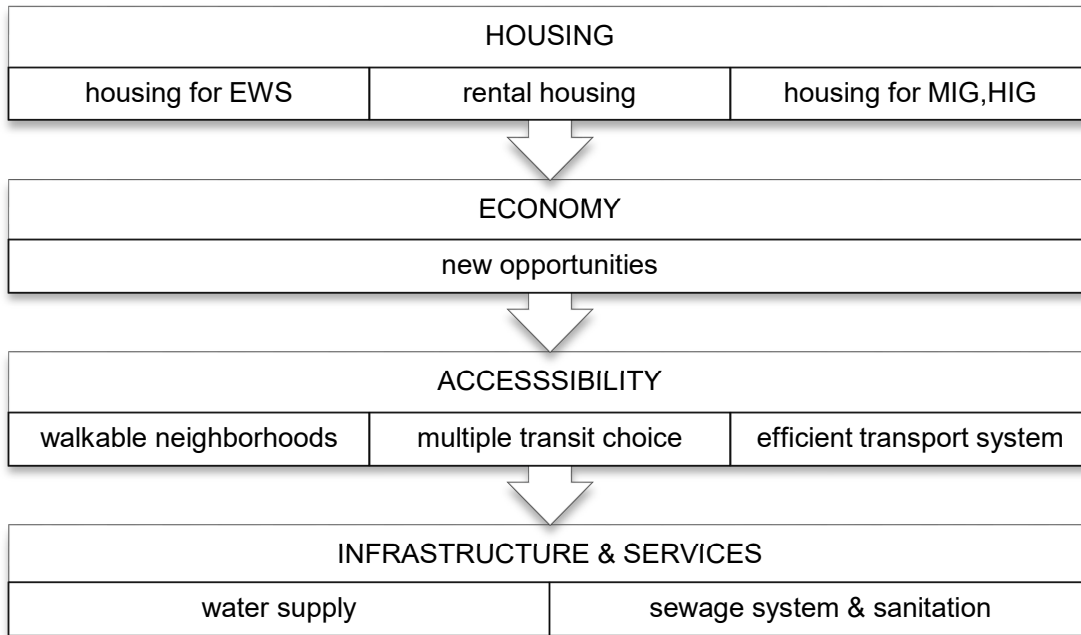 HOUSING
housing for EWS
rental housing
housing for MIG,HIG
ECONOMY
new opportunities
ACCESSSIBILITY
walkable neighborhoods
multiple transit choice
efficient transport system
INFRASTRUCTURE & SERVICES
water supply
sewage system & sanitation